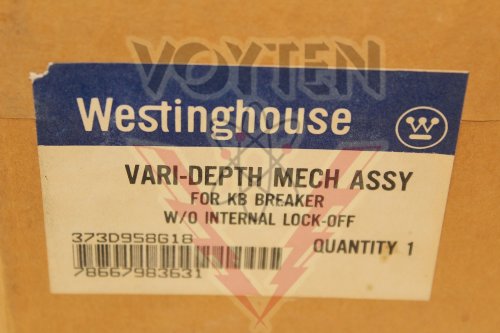 VOYTEN
Westinghouse
W
VARI-DEPTH MECH ASSY
FOR KB BREAKER
W/O INTERNAL LOCK-OFF
373D958G18
QUANTITY 1
78667983631